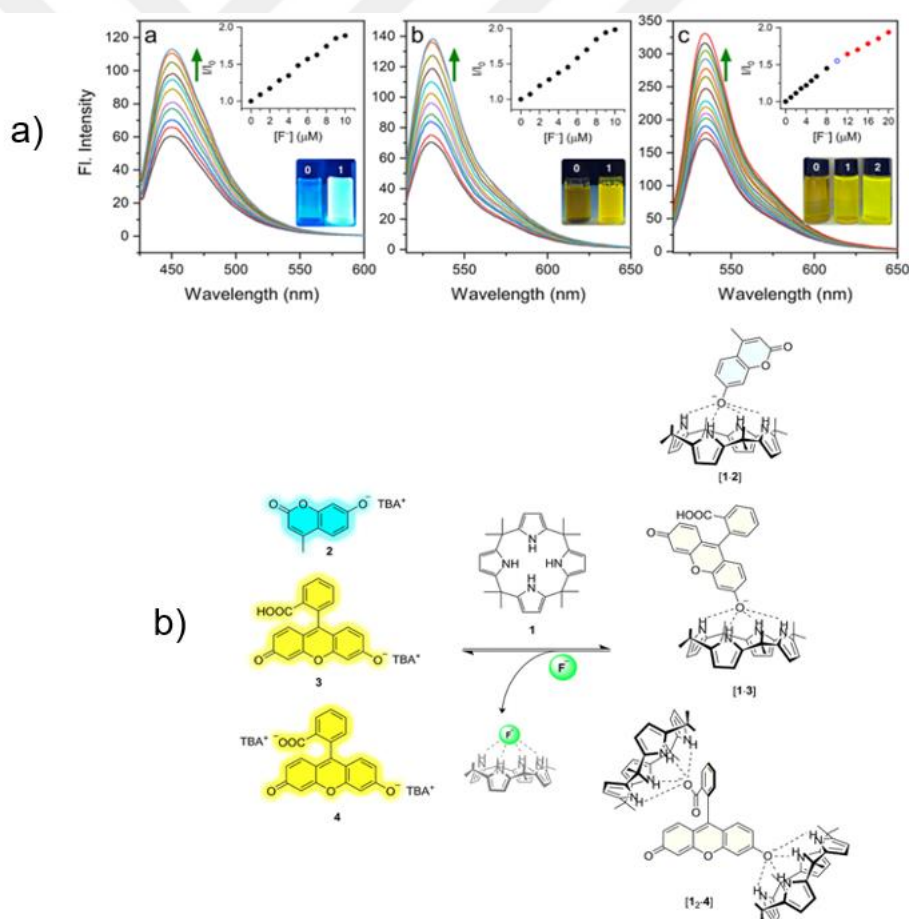 a)
a
b
c
Fl. Intensity
120
100
80
60
40
20
0
450
500
550
600
Wavelength (nm)
I/I0
2.0
1.5
1.0
0 2 4 6 8 10
[F⁻] (µM)
0 1
140
120
100
80
60
40
20
0
550
600
650
Wavelength (nm)
I/I0
2.0
1.5
1.0
0 2 4 6 8 10
[F⁻] (µM)
0 1
350
300
250
200
150
100
50
0
550
600
650
Wavelength (nm)
I/I0
2.0
1.5
1.0
0 4 8 12 16 20
[F⁻] (µM)
0 1 2
b)
O O O⁻ TBA⁺
2
HOOC
O O O⁻ TBA⁺
3
TBA⁺ ⁻OOC
O O O⁻ TBA⁺
4
NH HN
NH HN
1
F⁻
F⁻
[1·2]
HOOC
[1·3]
[1₂·4]